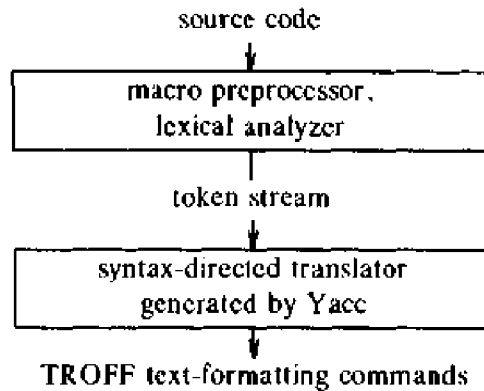 source code
macro preprocessor,
lexical analyzer
token stream
syntax-directed translator
generated by Yacc
TROFF text-formatting commands